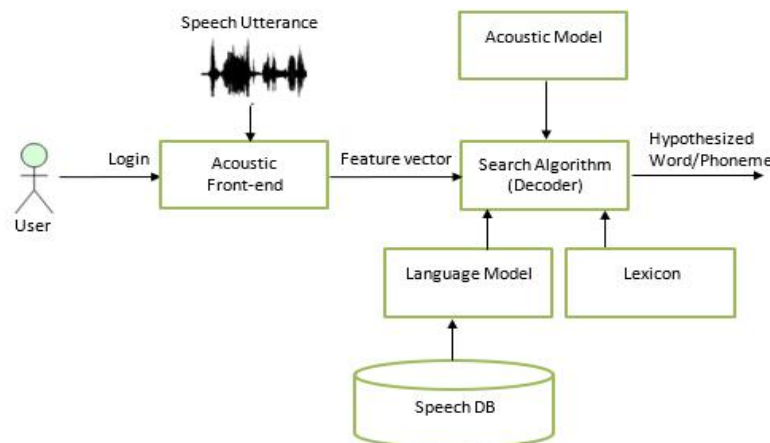 Speech Utterance
Acoustic Model
Login
Acoustic
Front-end
Feature vector
Search Algorithm
(Decoder)
Hypothesized
Word/Phoneme
User
Language Model
Lexicon
Speech DB